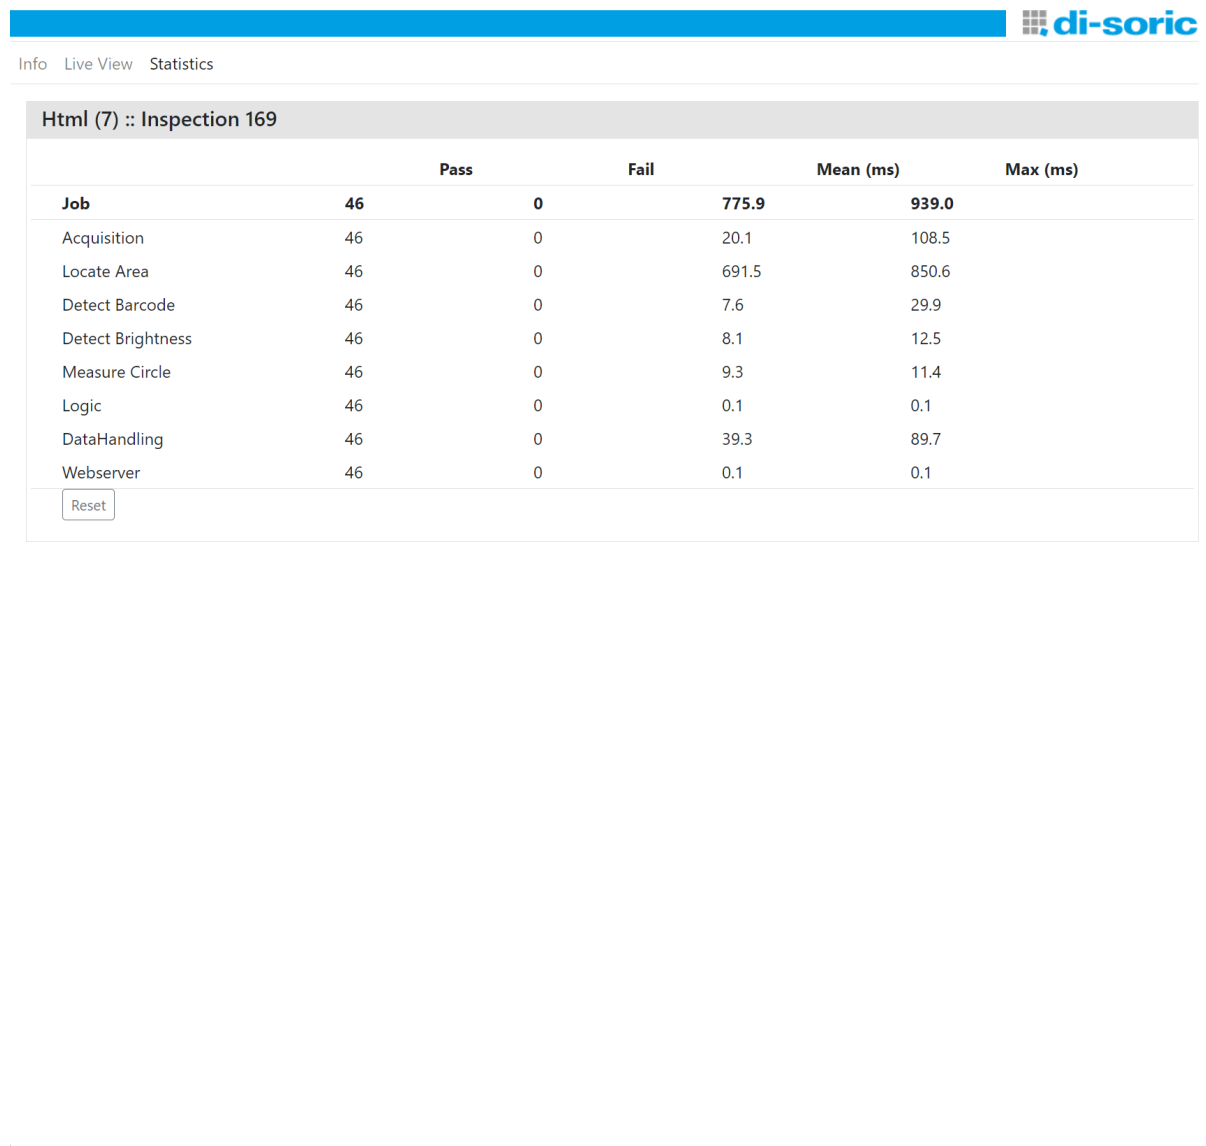 di-soric
Info Live View Statistics
Html (7) :: Inspection 169
Pass Fail Mean (ms) Max (ms)
Job 46 0 775.9 939.0
Acquisition 46 0 20.1 108.5
Locate Area 46 0 691.5 850.6
Detect Barcode 46 0 7.6 29.9
Detect Brightness 46 0 8.1 12.5
Measure Circle 46 0 9.3 11.4
Logic 46 0 0.1 0.1
DataHandling 46 0 39.3 89.7
Webserver 46 0 0.1 0.1
Reset